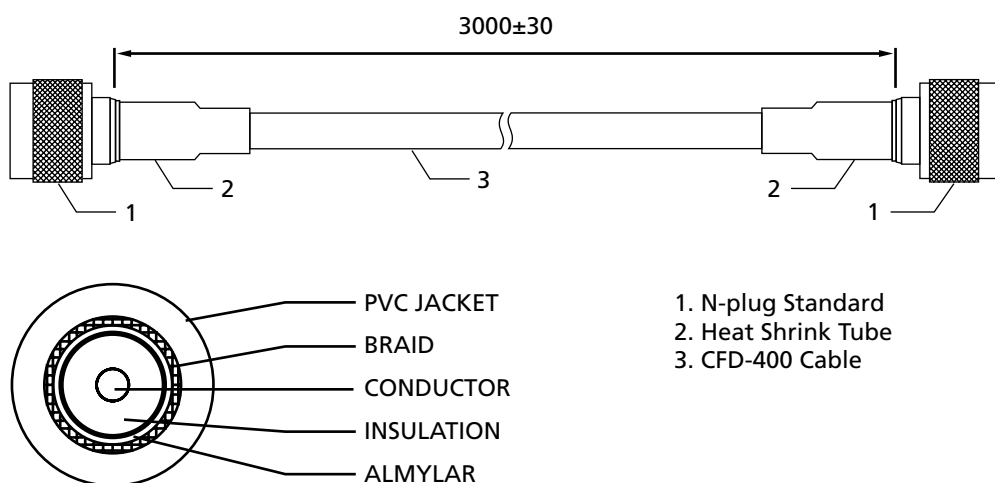 3000±30
2
3
2
1
1
PVC JACKET
BRAID
CONDUCTOR
INSULATION
ALMYLAR
1. N-plug Standard
2. Heat Shrink Tube
3. CFD-400 Cable